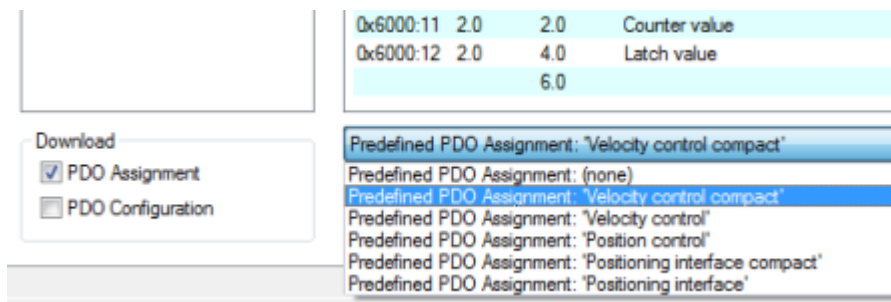 0x6000:11 2.0 2.0 Counter value
0x6000:12 2.0 4.0 Latch value
6.0
Download
PDO Assignment
PDO Configuration
Predefined PDO Assignment: 'Velocity control compact'
Predefined PDO Assignment: (none)
Predefined PDO Assignment: 'Velocity control compact'
Predefined PDO Assignment: 'Velocity control'
Predefined PDO Assignment: 'Position control'
Predefined PDO Assignment: 'Positioning interface compact'
Predefined PDO Assignment: 'Positioning interface'